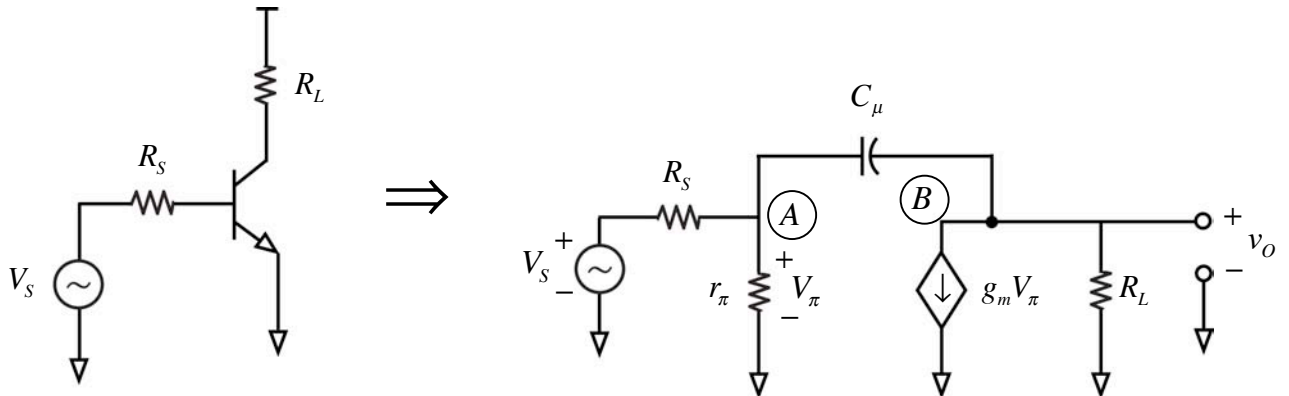 R_L
R_S
V_S
⇒
C_μ
R_S
A
B
V_S
+
−
r_π
+
V_π
−
g_m V_π
R_L
+
v_O
−